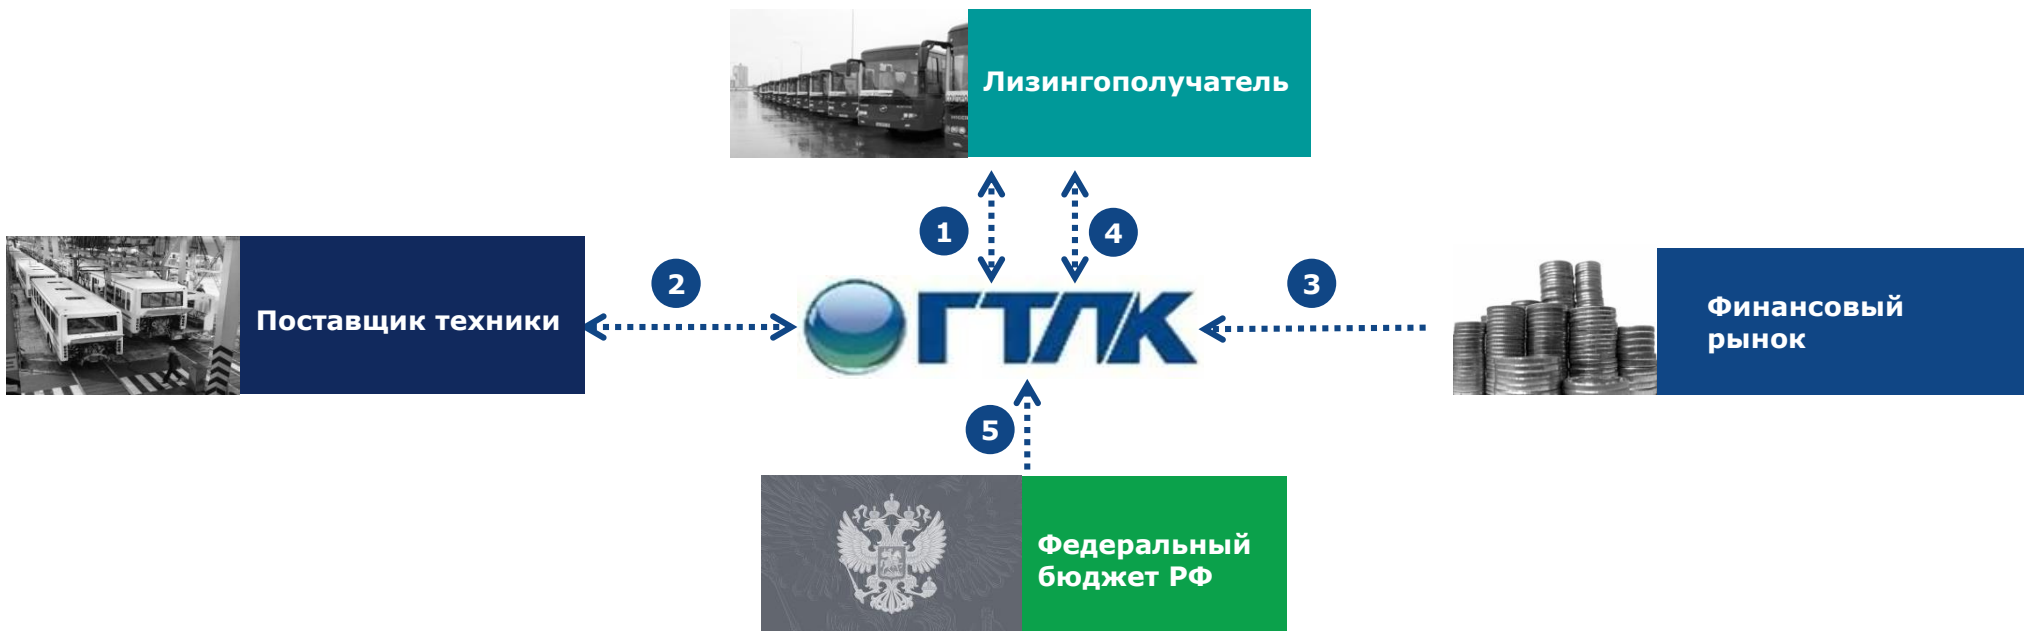 Лизингополучатель
1
4
2
3
Поставщик техники
ГТЛК
Финансовый
рынок
5
Федеральный
бюджет РФ